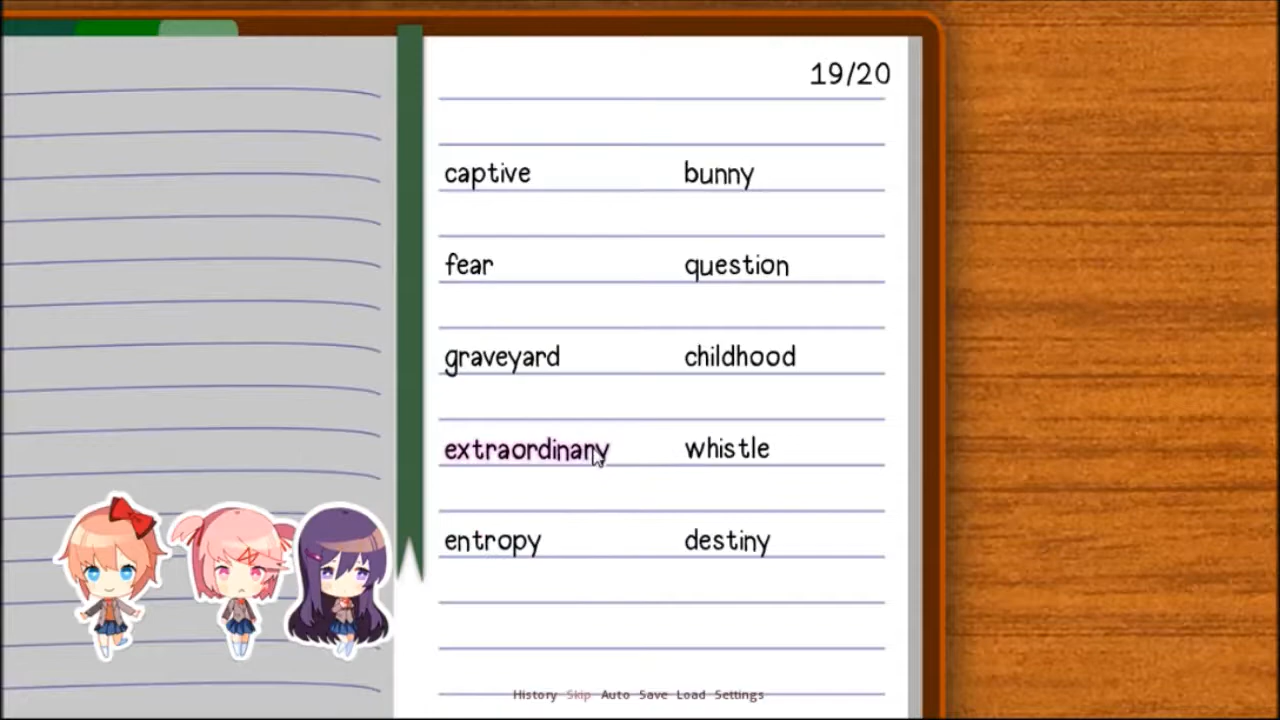 19/20
captive bunny
fear question
graveyard childhood
extraordinary whistle
entropy destiny
History Skip Auto Save Load Settings